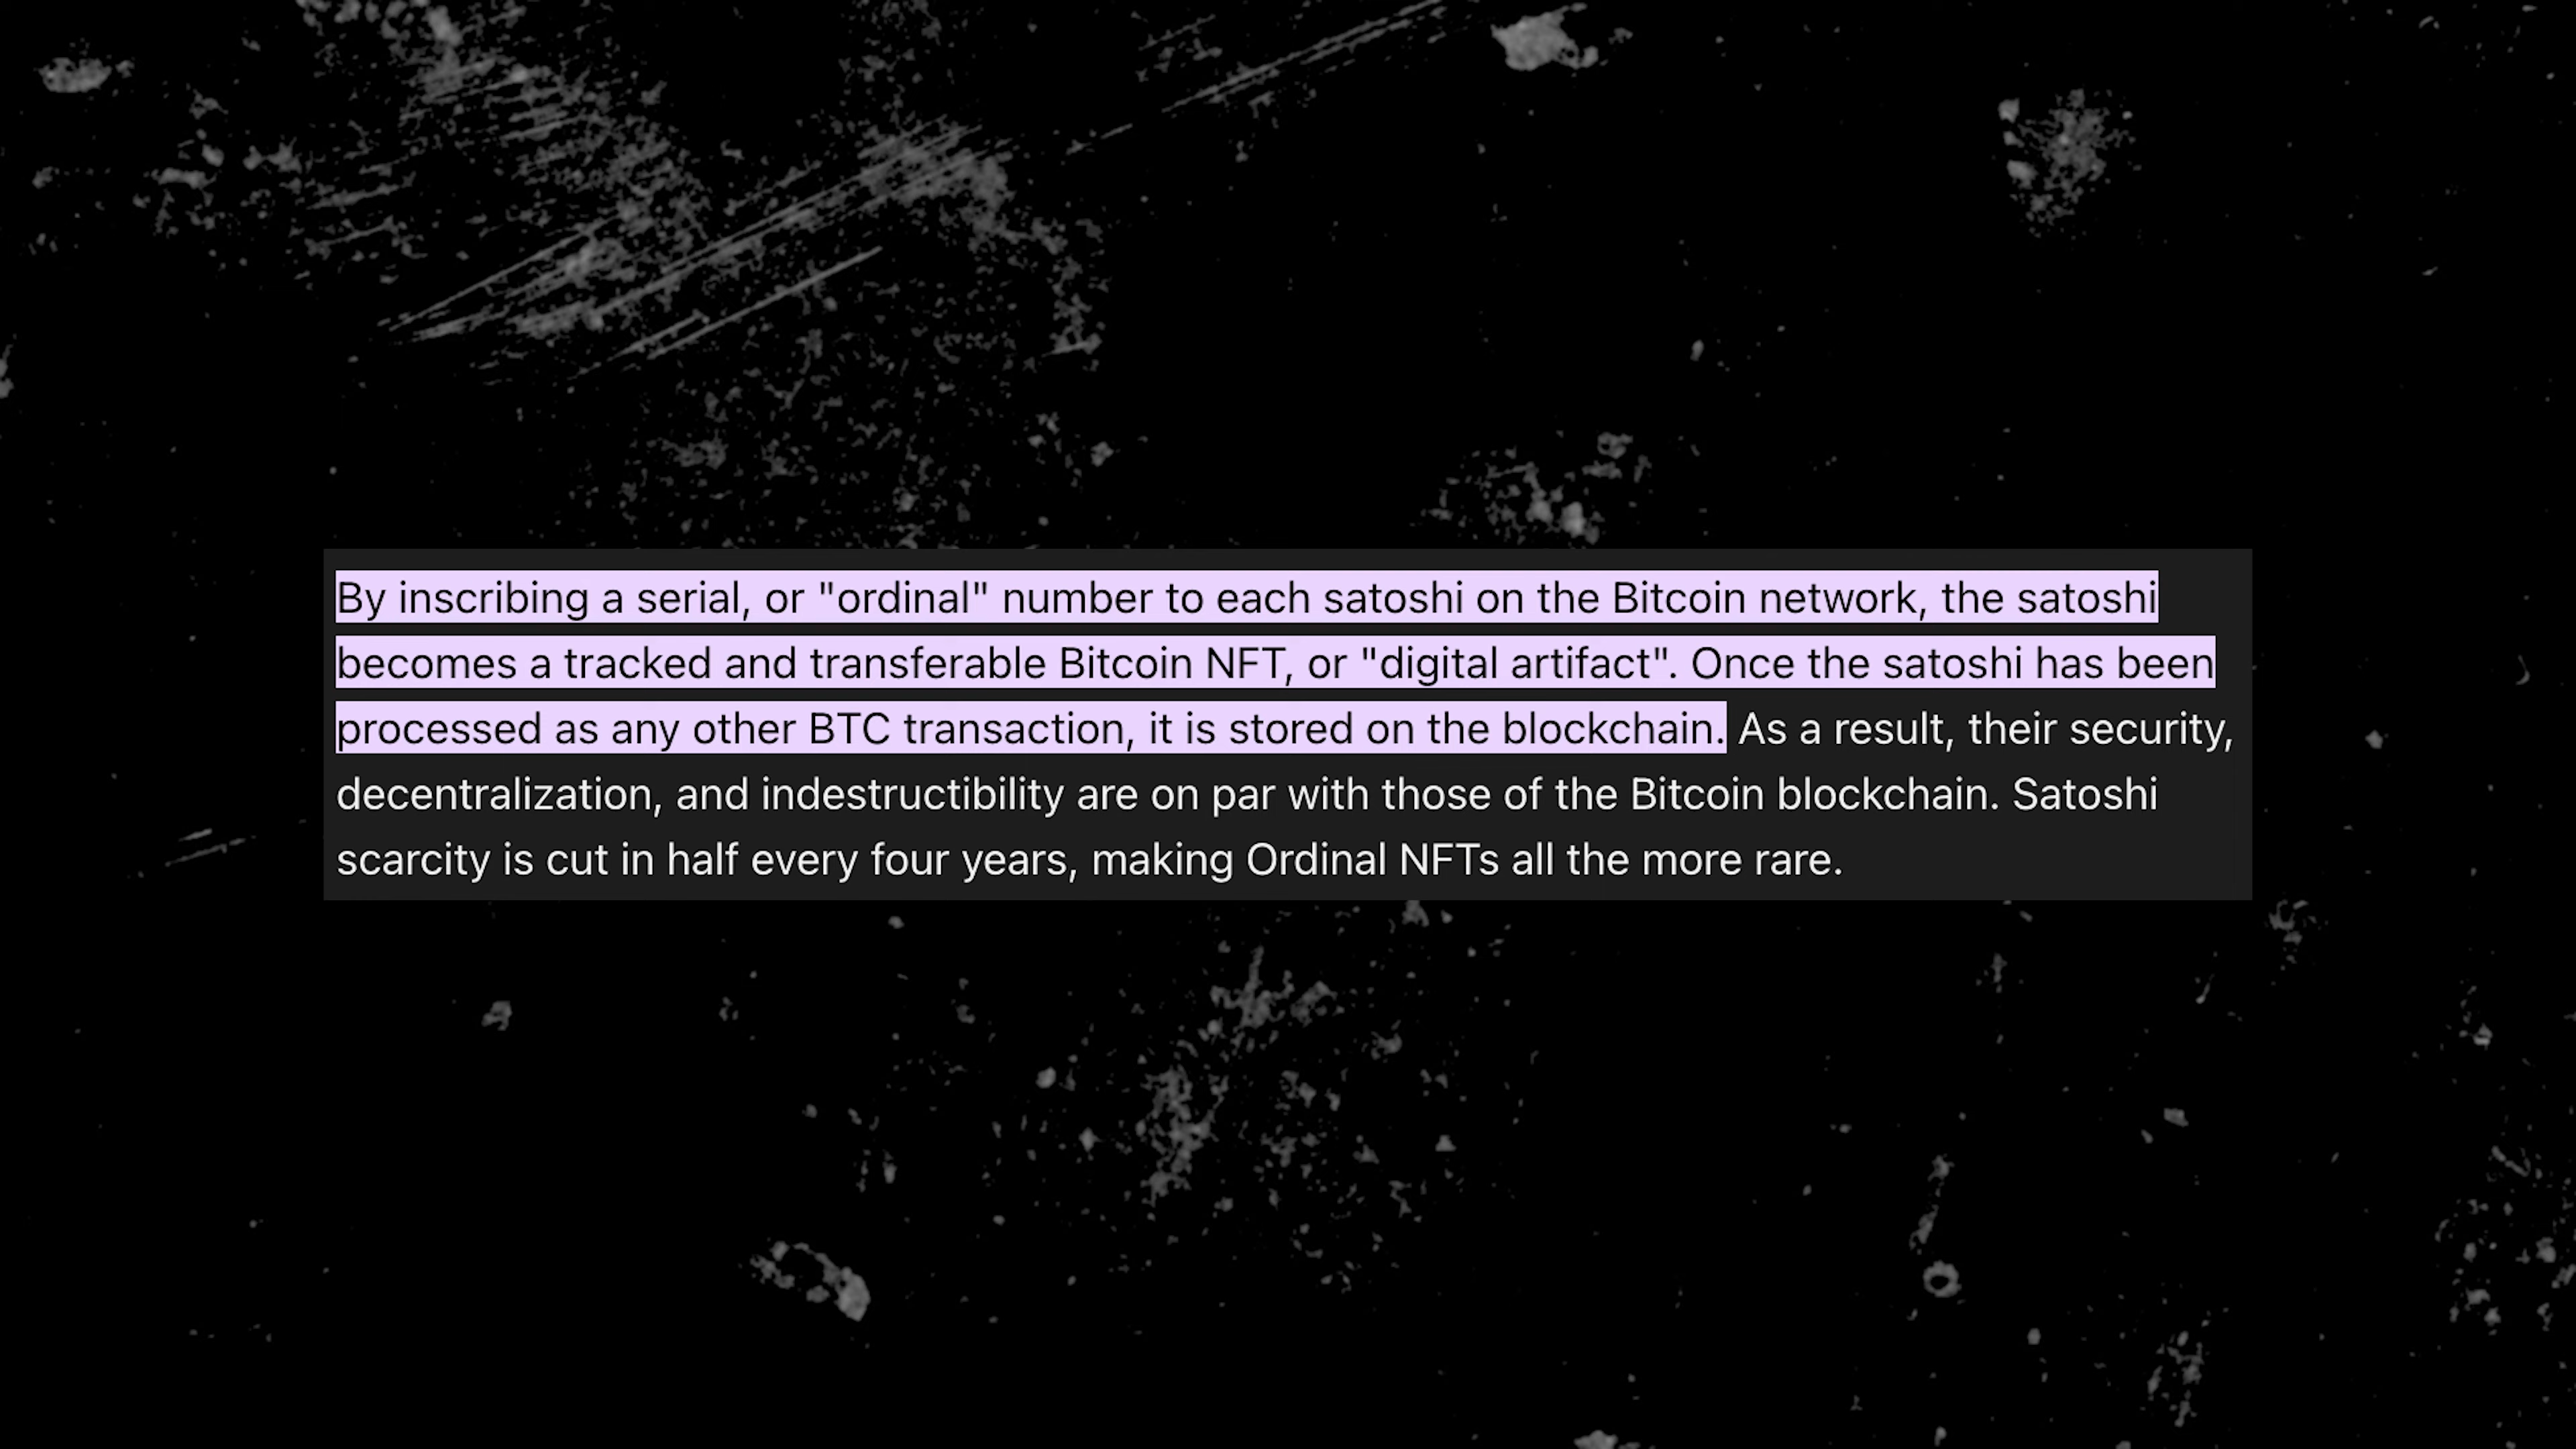 By inscribing a serial, or "ordinal" number to each satoshi on the Bitcoin network, the satoshi
becomes a tracked and transferable Bitcoin NFT, or "digital artifact". Once the satoshi has been
processed as any other BTC transaction, it is stored on the blockchain. As a result, their security,
decentralization, and indestructibility are on par with those of the Bitcoin blockchain. Satoshi
scarcity is cut in half every four years, making Ordinal NFTs all the more rare.